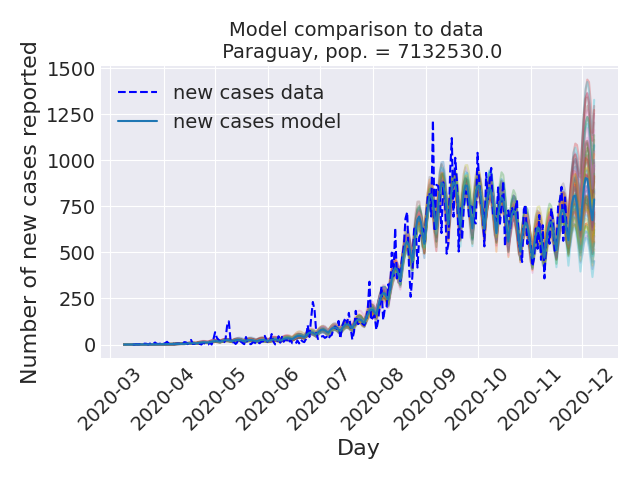 Model comparison to data
Paraguay, pop. = 7132530.0
Number of new cases reported
1500
1250
1000
750
500
250
0
new cases data
new cases model
2020-03
2020-04
2020-05
2020-06
2020-07
2020-08
2020-09
2020-10
2020-11
2020-12
Day